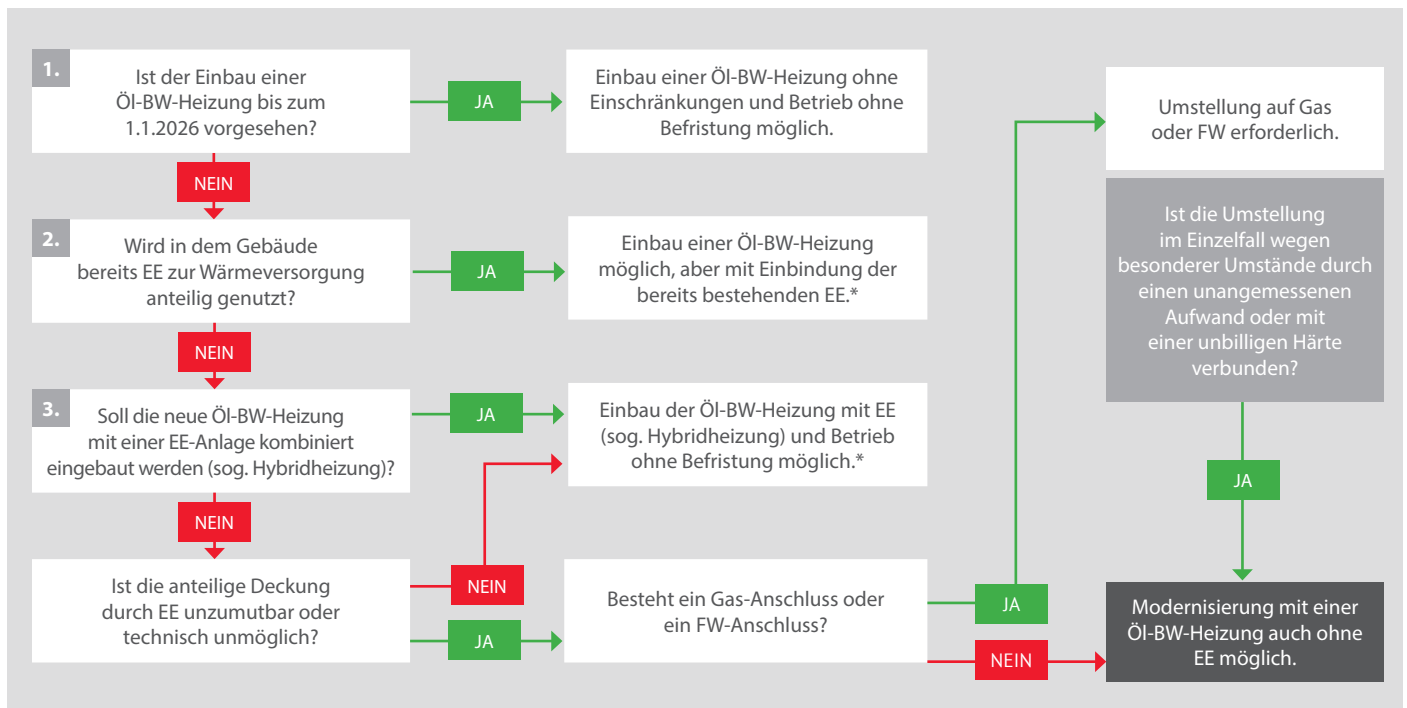 1.
Ist der Einbau einer
Öl-BW-Heizung bis zum
1.1.2026 vorgesehen?
JA
Einbau einer Öl-BW-Heizung ohne
Einschränkungen und Betrieb ohne
Befristung möglich.
NEIN
2.
Wird in dem Gebäude
bereits EE zur Wärmeversorgung
anteilig genutzt?
JA
Einbau einer Öl-BW-Heizung
möglich, aber mit Einbindung der
bereits bestehenden EE.*
NEIN
3.
Soll die neue Öl-BW-Heizung
mit einer EE-Anlage kombiniert
eingebaut werden (sog. Hybridheizung)?
JA
Einbau der Öl-BW-Heizung mit EE
(sog. Hybridheizung) und Betrieb
ohne Befristung möglich.*
NEIN
Ist die anteilige Deckung
durch EE unzumutbar oder
technisch unmöglich?
NEIN
JA
Besteht ein Gas-Anschluss oder
ein FW-Anschluss?
JA
NEIN
Umstellung auf Gas
oder FW erforderlich.
Ist die Umstellung
im Einzelfall wegen
besonderer Umstände durch
einen unangemessenen
Aufwand oder mit
einer unbilligen Härte
verbunden?
JA
Modernisierung mit einer
Öl-BW-Heizung auch ohne
EE möglich.